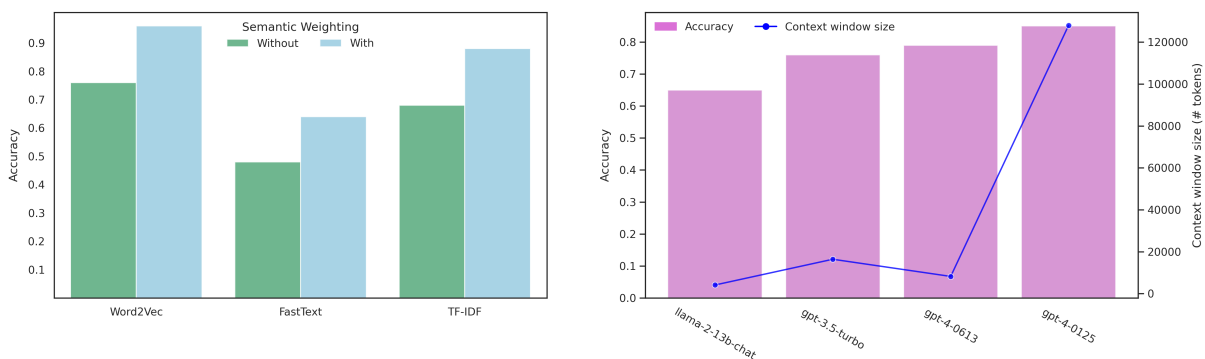 Semantic Weighting
Without With
0.9
0.8
0.7
0.6
0.5
0.4
0.3
0.2
0.1
Accuracy
Word2Vec FastText TF-IDF
Accuracy Context window size
0.8
0.7
0.6
0.5
0.4
0.3
0.2
0.1
0.0
Accuracy
120000
100000
80000
60000
40000
20000
0
Context window size (# tokens)
llama-2-13b-chat
gpt-3.5-turbo
gpt-4-0613
gpt-4-0125